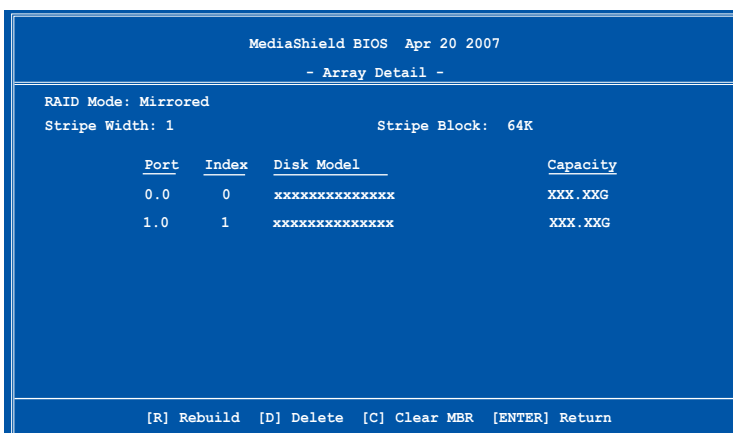 MediaShield BIOS Apr 20 2007
- Array Detail -
RAID Mode: Mirrored
Stripe Width: 1 Stripe Block: 64K
Port Index Disk Model Capacity
0.0 0 xxxxxxxxxxxxxx XXX.XXG
1.0 1 xxxxxxxxxxxxxx XXX.XXG
[R] Rebuild [D] Delete [C] Clear MBR [ENTER] Return